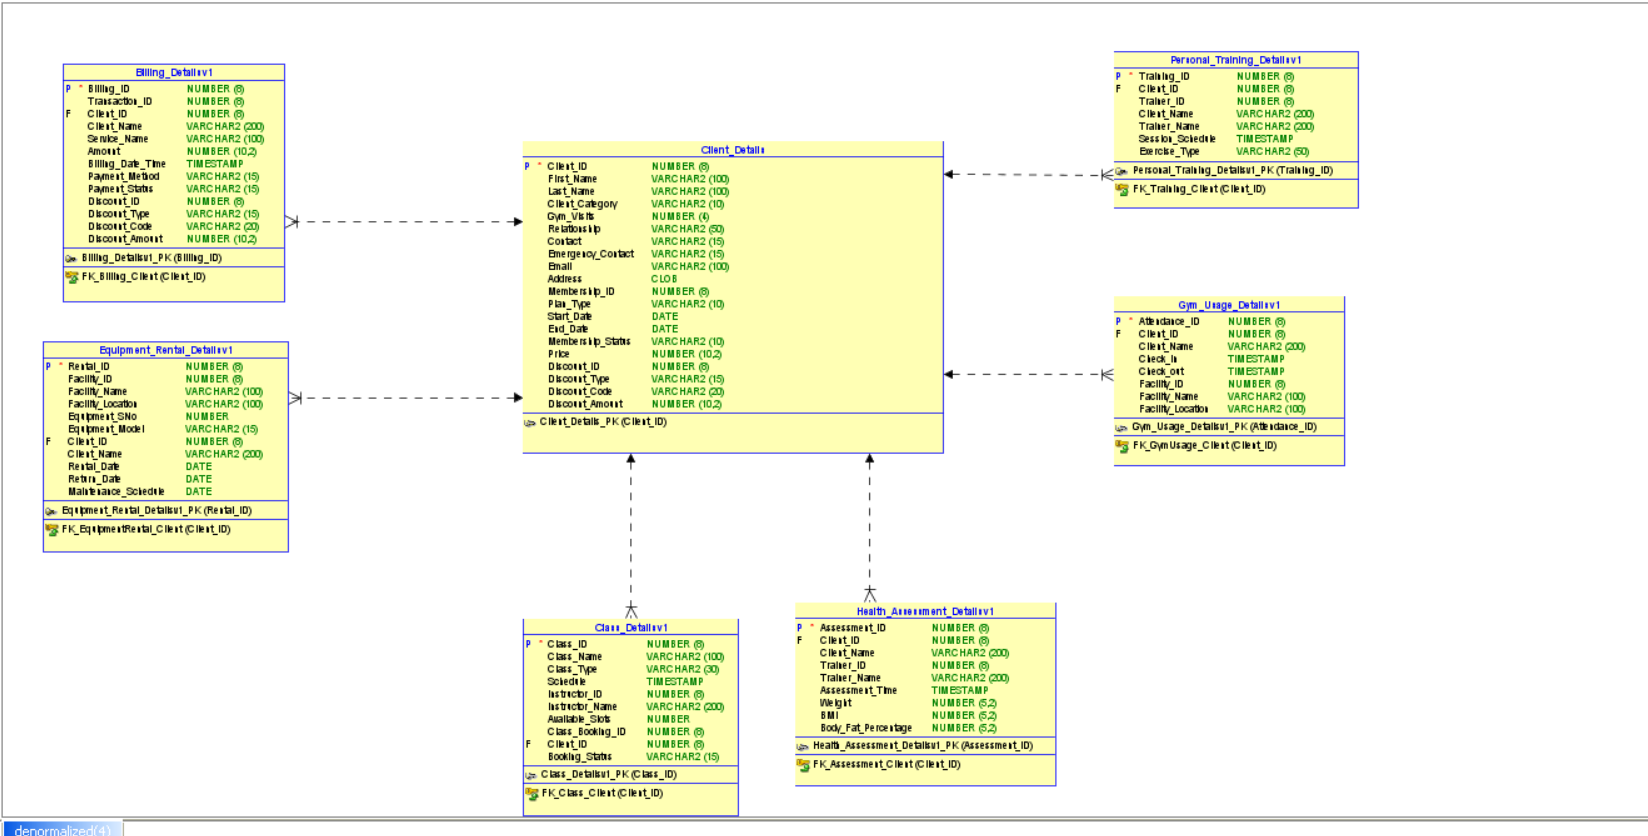 Billing_Detailsv1
P * Billing_ID NUMBER (8)
Transaction_ID NUMBER (8)
F Client_ID NUMBER (8)
Client_Name VARCHAR2 (200)
Service_Name VARCHAR2 (100)
Amount NUMBER (10,2)
Billing_Date_Time TIMESTAMP
Payment_Method VARCHAR2 (15)
Payment_Status VARCHAR2 (15)
Discount_ID NUMBER (8)
Discount_Type VARCHAR2 (15)
Discount_Code VARCHAR2 (20)
Discount_Amount NUMBER (10,2)
Billing_Detailsv1_PK (Billing_ID)
FK_Billing_Client (Client_ID)
Equipment_Rental_Detailsv1
P * Rental_ID NUMBER (8)
Facility_ID NUMBER (8)
Facility_Name VARCHAR2 (100)
Facility_Location VARCHAR2 (100)
Equipment_SNo NUMBER
Equipment_Model VARCHAR2 (15)
F Client_ID NUMBER (8)
Client_Name VARCHAR2 (200)
Rental_Date DATE
Return_Date DATE
Maintenance_Schedule DATE
Equipment_Rental_Detailsv1_PK (Rental_ID)
FK_EquipmentRental_Client (Client_ID)
Client_Details
P * Client_ID NUMBER (8)
First_Name VARCHAR2 (100)
Last_Name VARCHAR2 (100)
Client_Category VARCHAR2 (10)
Gym_Visits NUMBER (4)
Relationship VARCHAR2 (50)
Contact VARCHAR2 (15)
Emergency_Contact VARCHAR2 (15)
Email VARCHAR2 (100)
Address CLOB
Membership_ID NUMBER (8)
Plan_Type VARCHAR2 (10)
Start_Date DATE
End_Date DATE
Membership_Status VARCHAR2 (10)
Price NUMBER (10,2)
Discount_ID NUMBER (8)
Discount_Type VARCHAR2 (15)
Discount_Code VARCHAR2 (20)
Discount_Amount NUMBER (10,2)
Client_Details_PK (Client_ID)
Personal_Training_Detailsv1
P * Training_ID NUMBER (8)
F Client_ID NUMBER (8)
Trainer_ID NUMBER (8)
Client_Name VARCHAR2 (200)
Trainer_Name VARCHAR2 (200)
Session_Schedule TIMESTAMP
Exercise_Type VARCHAR2 (50)
Personal_Training_Detailsv1_PK (Training_ID)
FK_Training_Client (Client_ID)
Gym_Usage_Detailsv1
P * Attendance_ID NUMBER (8)
F Client_ID NUMBER (8)
Client_Name VARCHAR2 (200)
Check_In TIMESTAMP
Check_out TIMESTAMP
Facility_ID NUMBER (8)
Facility_Name VARCHAR2 (100)
Facility_Location VARCHAR2 (100)
Gym_Usage_Detailsv1_PK (Attendance_ID)
FK_GymUsage_Client (Client_ID)
Class_Detailsv1
P * Class_ID NUMBER (8)
Class_Name VARCHAR2 (100)
Class_Type VARCHAR2 (30)
Schedule TIMESTAMP
Instructor_ID NUMBER (8)
Instructor_Name VARCHAR2 (200)
Available_Slots NUMBER
Class_Booking_ID NUMBER (8)
F Client_ID NUMBER (8)
Booking_Status VARCHAR2 (15)
Class_Detailsv1_PK (Class_ID)
FK_Class_Client (Client_ID)
Health_Assessment_Detailsv1
P * Assessment_ID NUMBER (8)
F Client_ID NUMBER (8)
Client_Name VARCHAR2 (200)
Trainer_ID NUMBER (8)
Trainer_Name VARCHAR2 (200)
Assessment_Time TIMESTAMP
Weight NUMBER (5,2)
BMI NUMBER (5,2)
Body_Fat_Percentage NUMBER (5,2)
Health_Assessment_Detailsv1_PK (Assessment_ID)
FK_Assessment_Client (Client_ID)
denormalized(4)